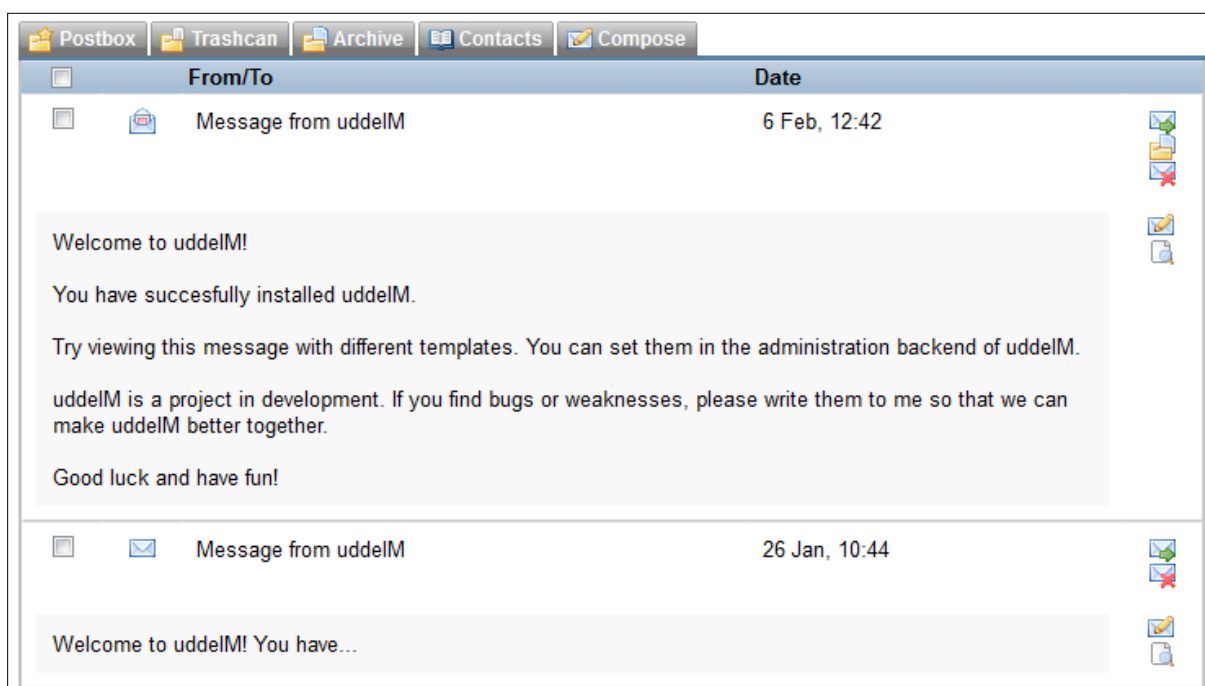 Postbox Trashcan Archive Contacts Compose
From/To Date
Message from uddeIM 6 Feb, 12:42
Welcome to uddeIM!
You have succesfully installed uddeIM.
Try viewing this message with different templates. You can set them in the administration backend of uddeIM.
uddeIM is a project in development. If you find bugs or weaknesses, please write them to me so that we can
make uddeIM better together.
Good luck and have fun!
Message from uddeIM 26 Jan, 10:44
Welcome to uddeIM! You have...